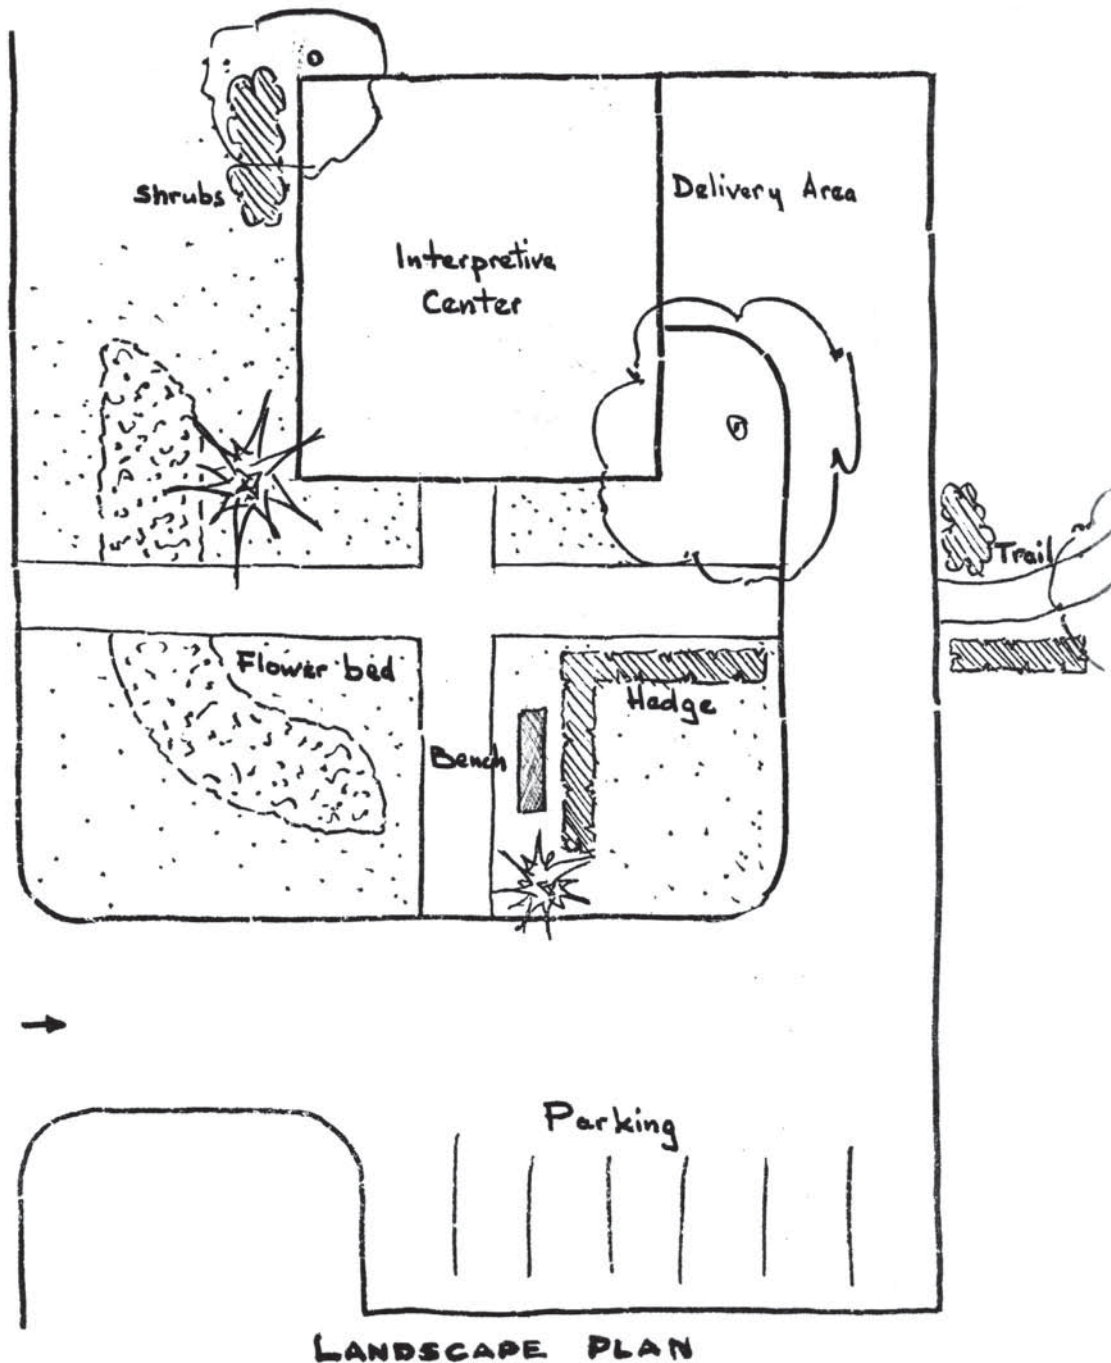 Shrubs
Delivery Area
Interpretive
Center
Trail
Flower bed
Hedge
Bench
Parking
LANDSCAPE PLAN